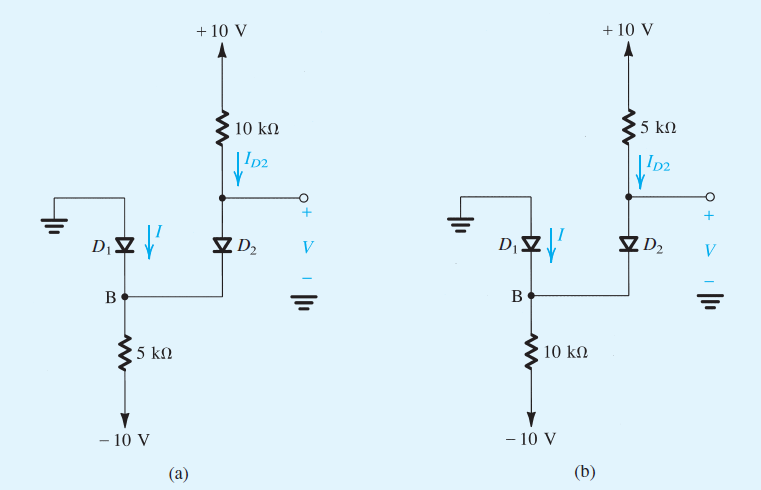 + 10 V
10 kΩ
I_D2
I
D₁
D₂
+
V
−
B
5 kΩ
− 10 V
(a)
+ 10 V
5 kΩ
I_D2
I
D₁
D₂
+
V
−
B
10 kΩ
− 10 V
(b)